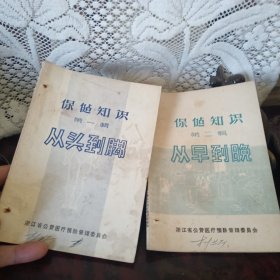 保健知识
第一辑
从头到脚
浙江省公费医疗预防管理委员会
保健知识
第二辑
从早到晚
浙江省公费医疗预防管理委员会